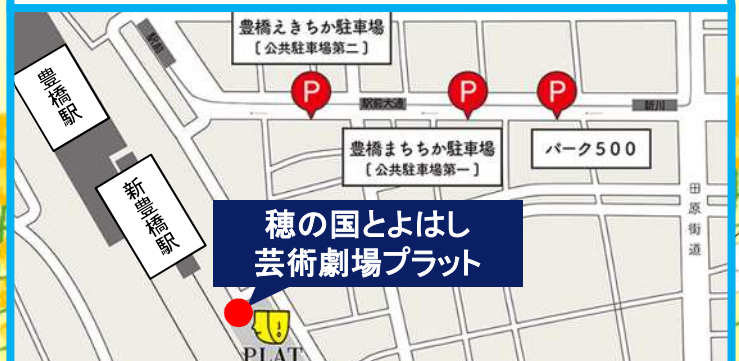 豊橋えきちか駐車場
［公共駐車場第二］
駅前
豊橋駅
P
P
P
駅前大通
新川
豊橋まちちか駐車場
［公共駐車場第一］
パーク500
新豊橋駅
田原街道
穂の国とよはし
芸術劇場プラット
PLAT